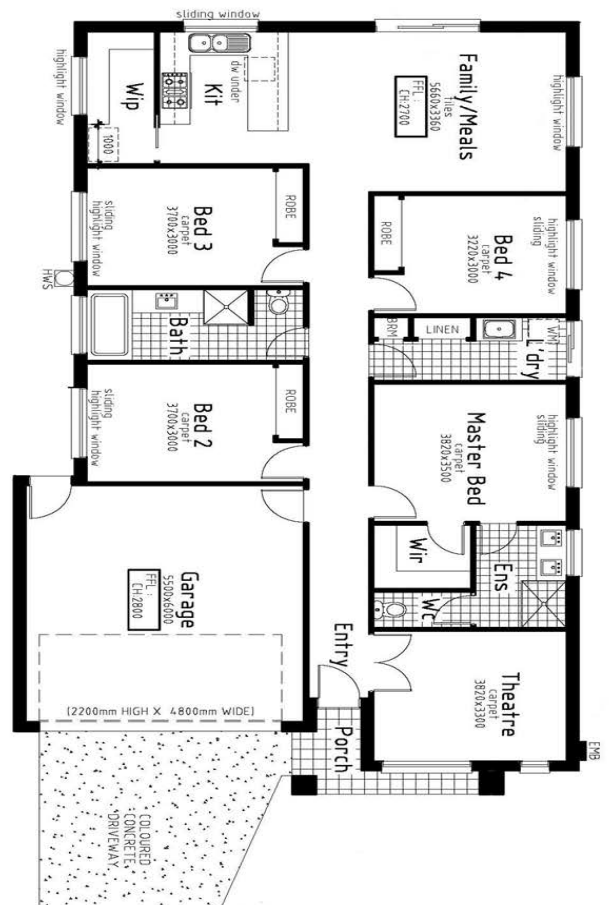 sliding window
highlight window
Wip
1000
dw under
Kit
Family/Meals
tiles
5660x3360
FFL :
CH:2700
highlight window
sliding
highlight window
ROBE
Bed 3
carpet
3700x3000
ROBE
Bed 4
carpet
3220x3000
highlight window
sliding
HWS
Bath
BRM
LINEN
WM
L'dry
sliding
highlight window
ROBE
Bed 2
carpet
3700x3000
Master Bed
carpet
3820x3500
highlight window
sliding
Wir
Ens
Wc
Garage
5500x6000
FFL :
CH:2800
Entry
Theatre
carpet
3820x3300
(2200mm HIGH X 4800mm WIDE)
Porch
EMB
COLOURED
CONCRETE
DRIVEWAY